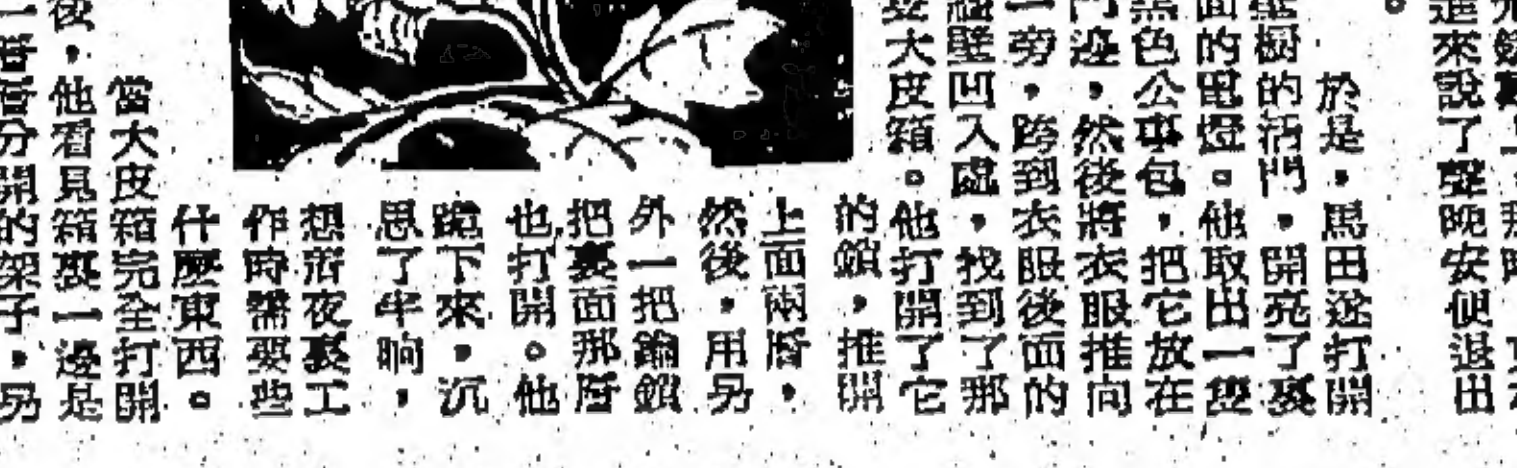 進來說了聲晚安便退出
。
於是,馬田遂打開
壁橱的活門,開亮了裏
面的電燈。他取出一隻
黑色公事包,把它放在
門邊,然後將衣服推向
一旁,跨到衣服後面的
牆壁凹入處,找到了那
隻大皮箱。他打開了它
的鎖,推開
上面兩層,
然後,用另
外一把鑰鎖
把裏面那層
也打開。他
跪下來,沉
思了半晌,
想着夜裏工
作時需要些
什麼東西。
當大皮箱完全打開
後,他看見箱裏一邊是
一層層分開的架子,另